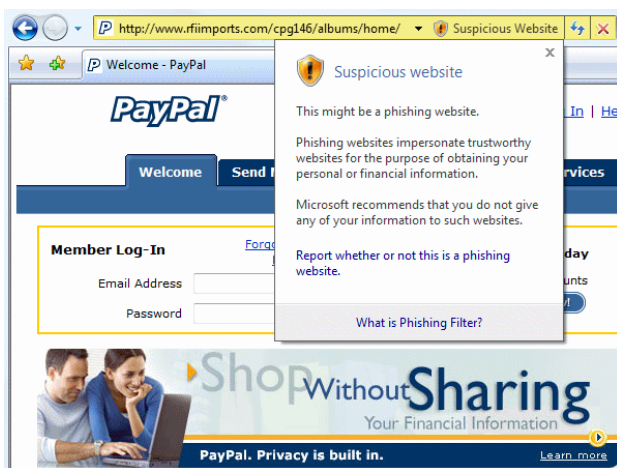 http://www.rfiimports.com/cpg146/albums/home/ Suspicious Website
Welcome - PayPal
PayPal®
In | He
Welcome Send rvices
Suspicious website
This might be a phishing website.
Phishing websites impersonate trustworthy
websites for the purpose of obtaining your
personal or financial information.
Microsoft recommends that you do not give
any of your information to such websites.
Report whether or not this is a phishing
website.
What is Phishing Filter?
Member Log-In Forgo day
Email Address unts
Password y!
Shop Without Sharing
Your Financial Information
PayPal. Privacy is built in. Learn more